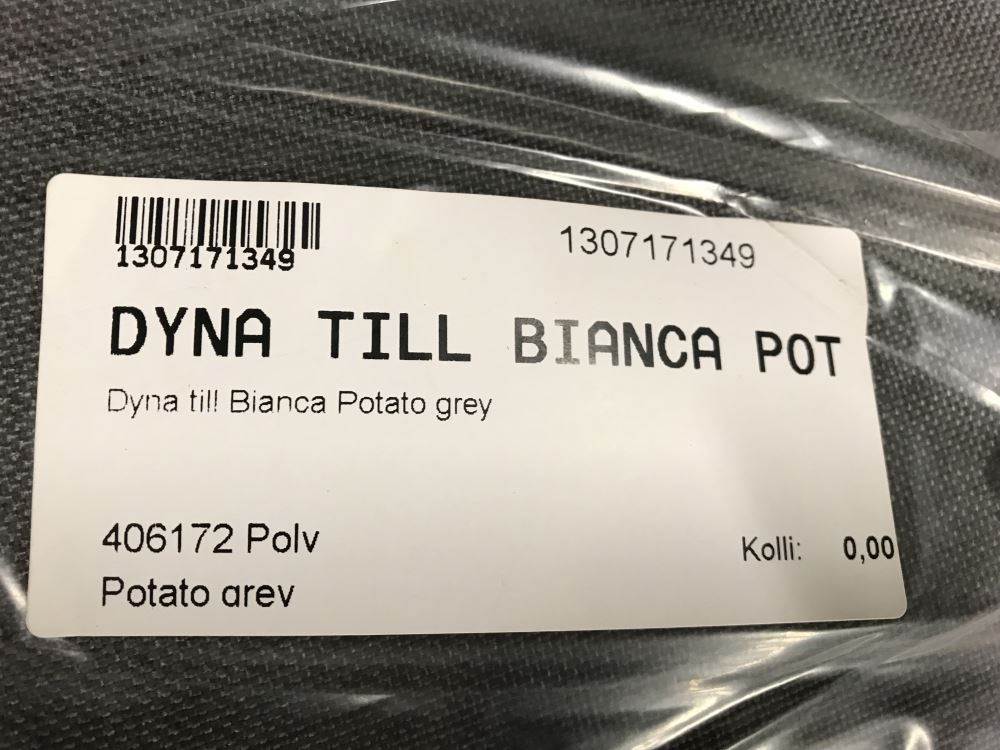 1307171349
1307171349
DYNA TILL BIANCA POT
Dyna till Bianca Potato grey
406172 Polv
Kolli: 0,00
Potato grey